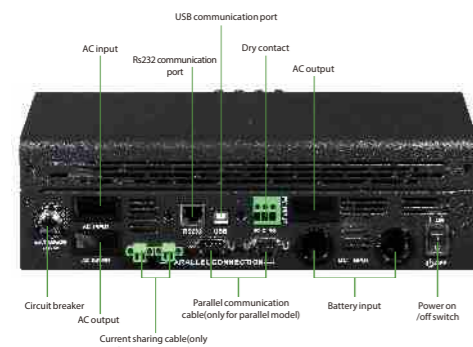 USB communication port
AC input
Rs232 communication
port
Dry contact
AC output
AC INPUT
RS232
USB
PARALLEL CONNECTION
ON
OFF
Circuit breaker
AC output
Current sharing cable(only
Parallel communication
cable(only for parallel model)
Battery input
Power on
/off switch